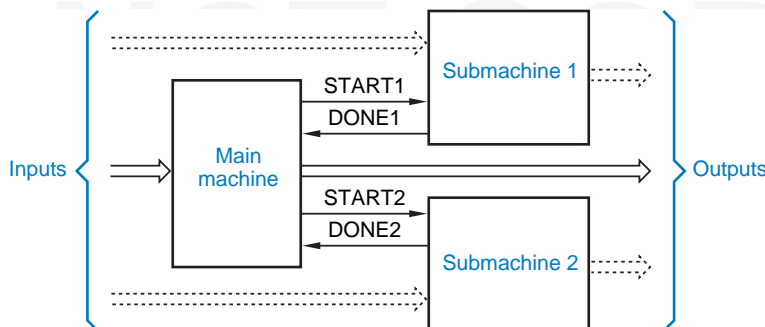 Submachine 1
START1
DONE1
Inputs
Main
machine
Outputs
START2
DONE2
Submachine 2